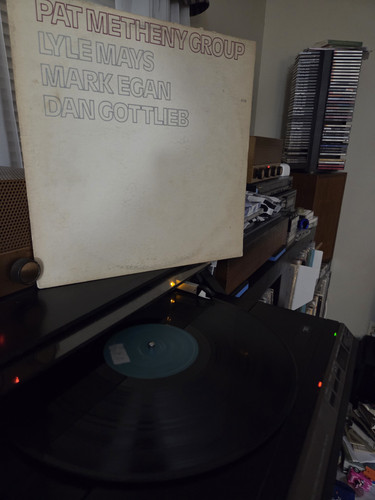 PAT METHENY GROUP
LYLE MAYS
MARK EGAN
DAN GOTTLIEB